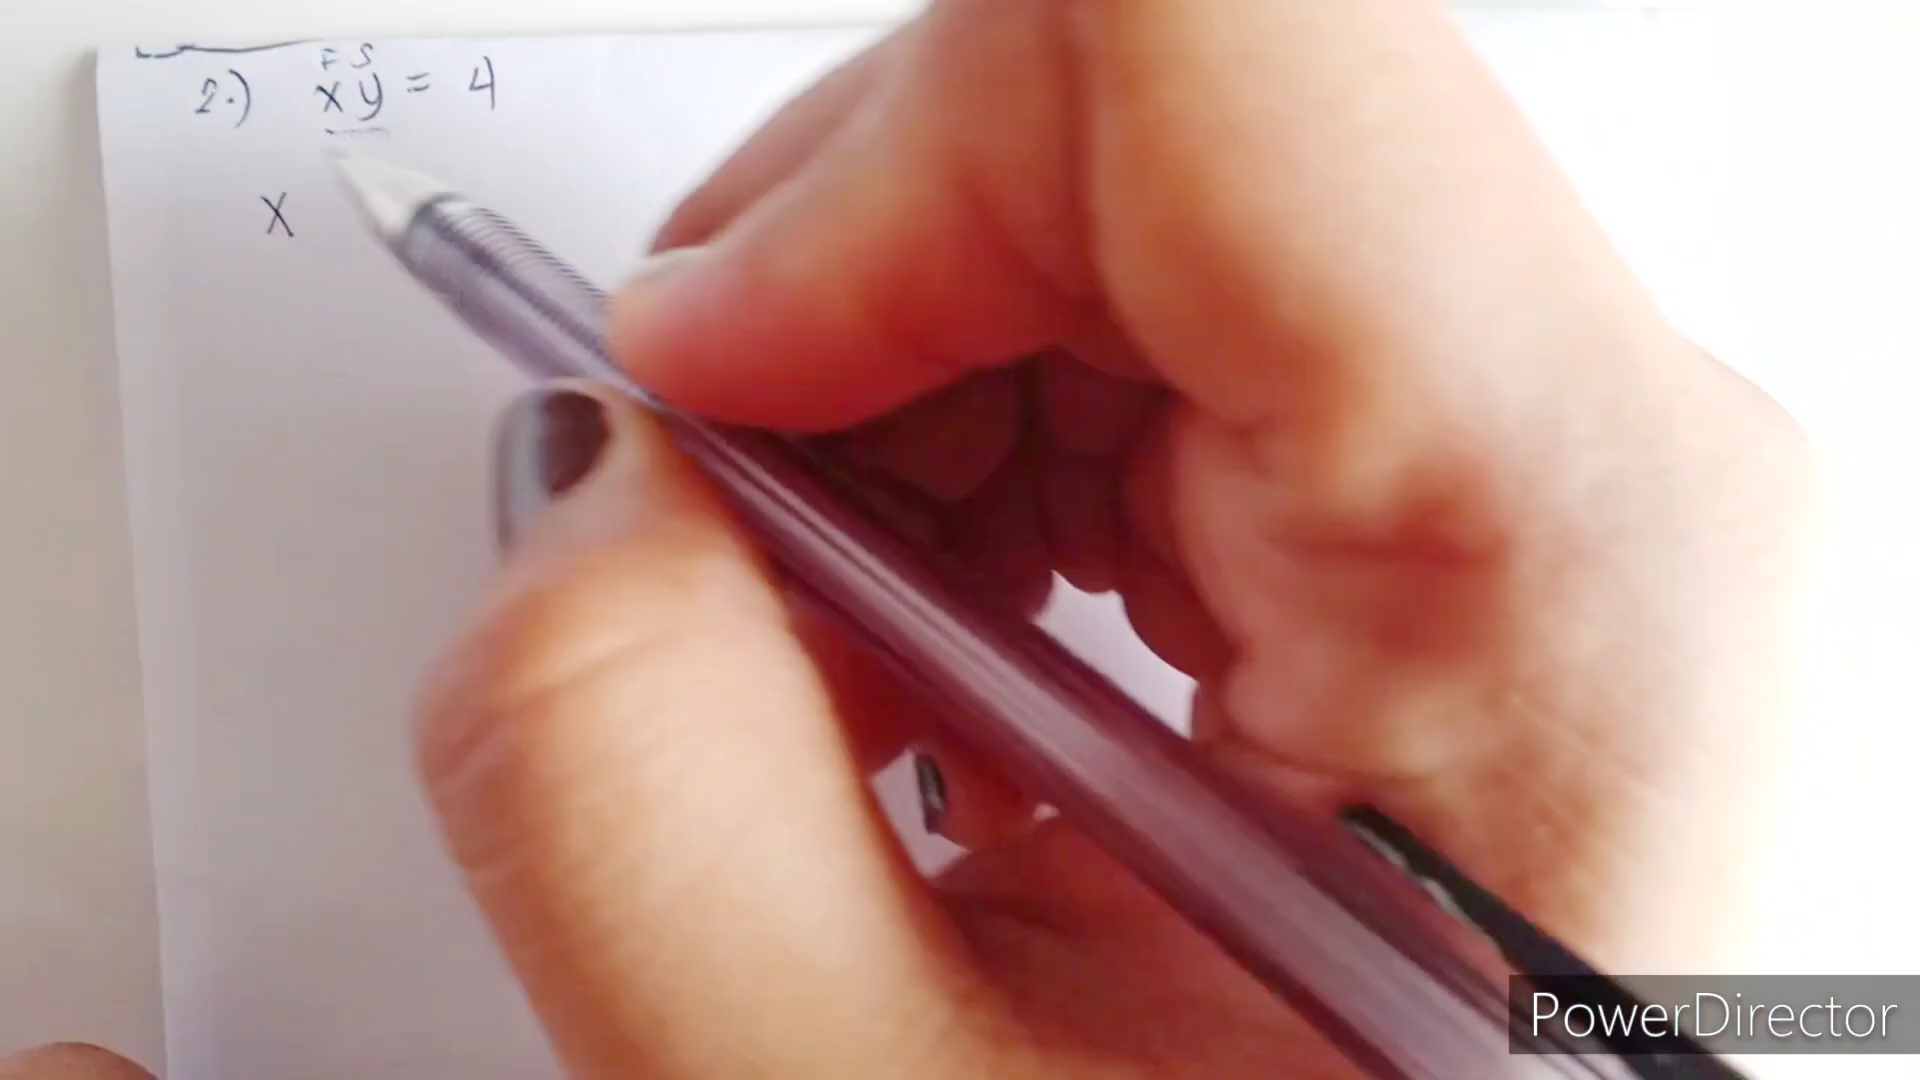 F S
2.) xy = 4
x
PowerDirector